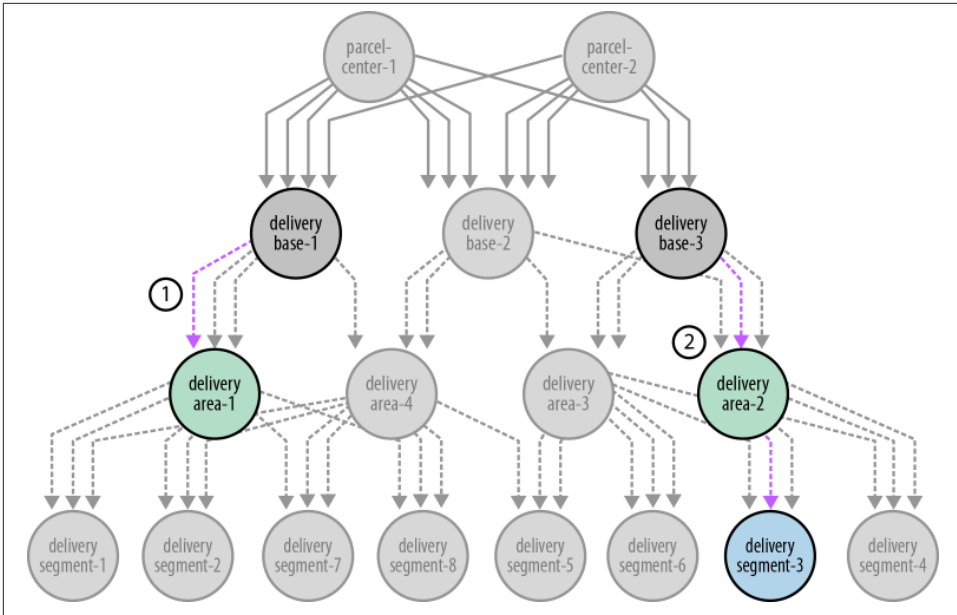 parcel-
center-1
parcel-
center-2
delivery
base-1
delivery
base-2
delivery
base-3
1
2
delivery
area-1
delivery
area-4
delivery
area-3
delivery
area-2
delivery
segment-1
delivery
segment-2
delivery
segment-7
delivery
segment-8
delivery
segment-5
delivery
segment-6
delivery
segment-3
delivery
segment-4